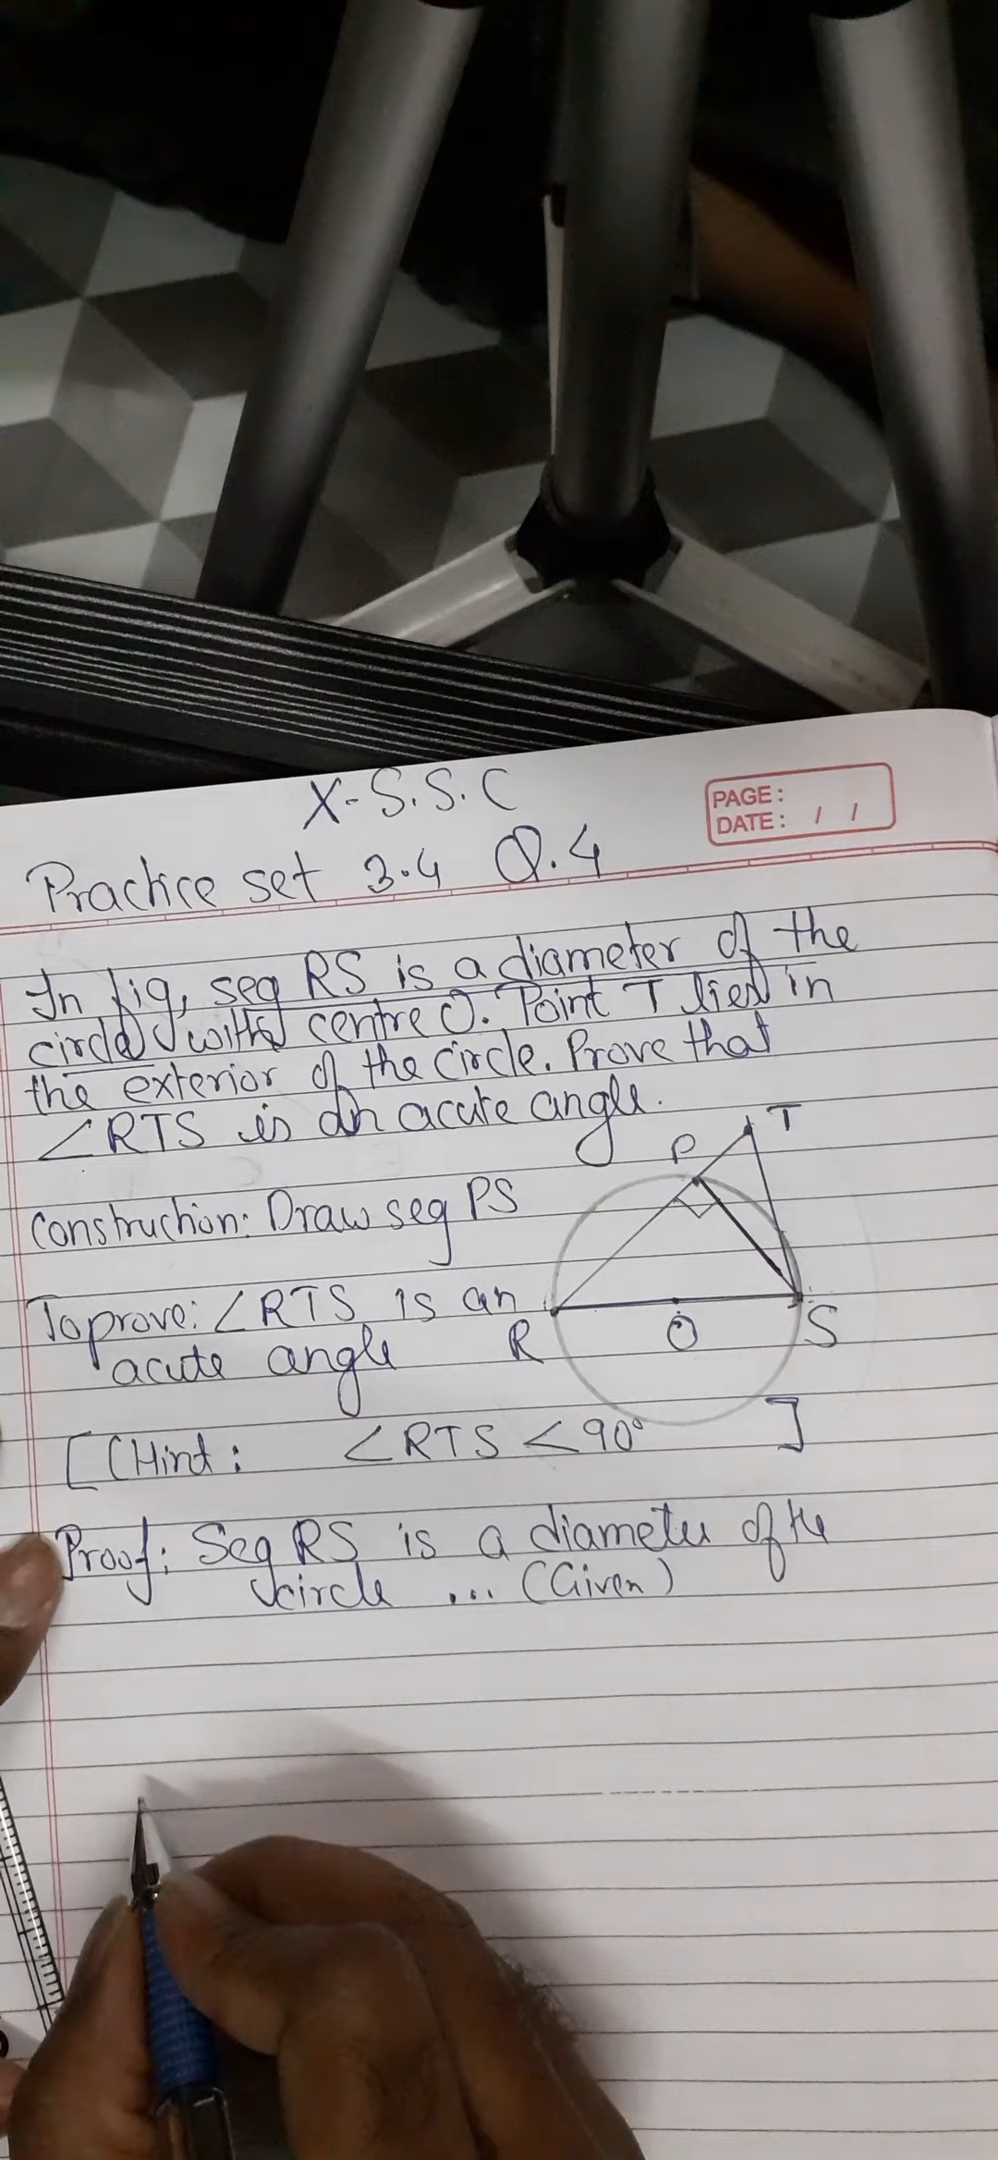 X-S.S.C
PAGE:
DATE: / /
Practice set 3.4 Q.4
In fig, seg RS is a diameter of the
circle with centre O. Point T lies in
the exterior of the circle. Prove that
∠RTS is an acute angle.
T
P
Construction: Draw seg PS
To prove: ∠RTS is an
acute angle
R
O
S
[(Hint: ∠RTS < 90° ]
Proof: Seg RS is a diameter of the
circle ... (Given)